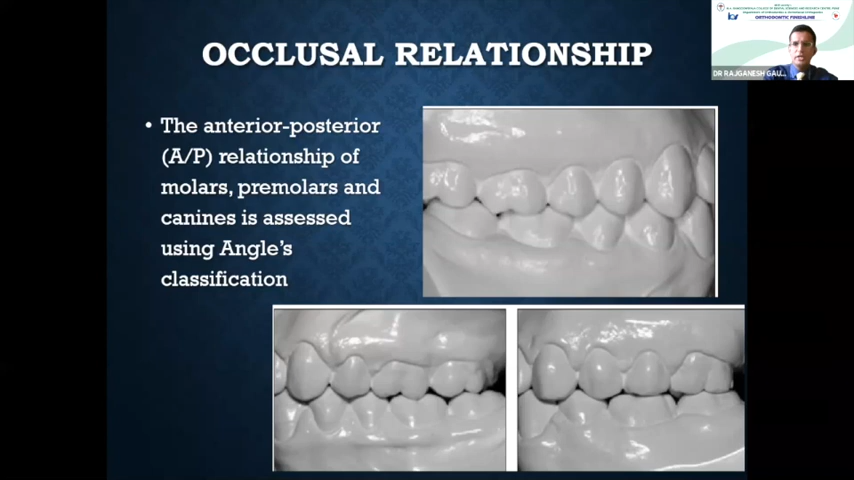 OCCLUSAL RELATIONSHIP
• The anterior-posterior
(A/P) relationship of
molars, premolars and
canines is assessed
using Angle's
classification
ORTHODONTIC FINISHLINE
DR RAJGANESH GAU...